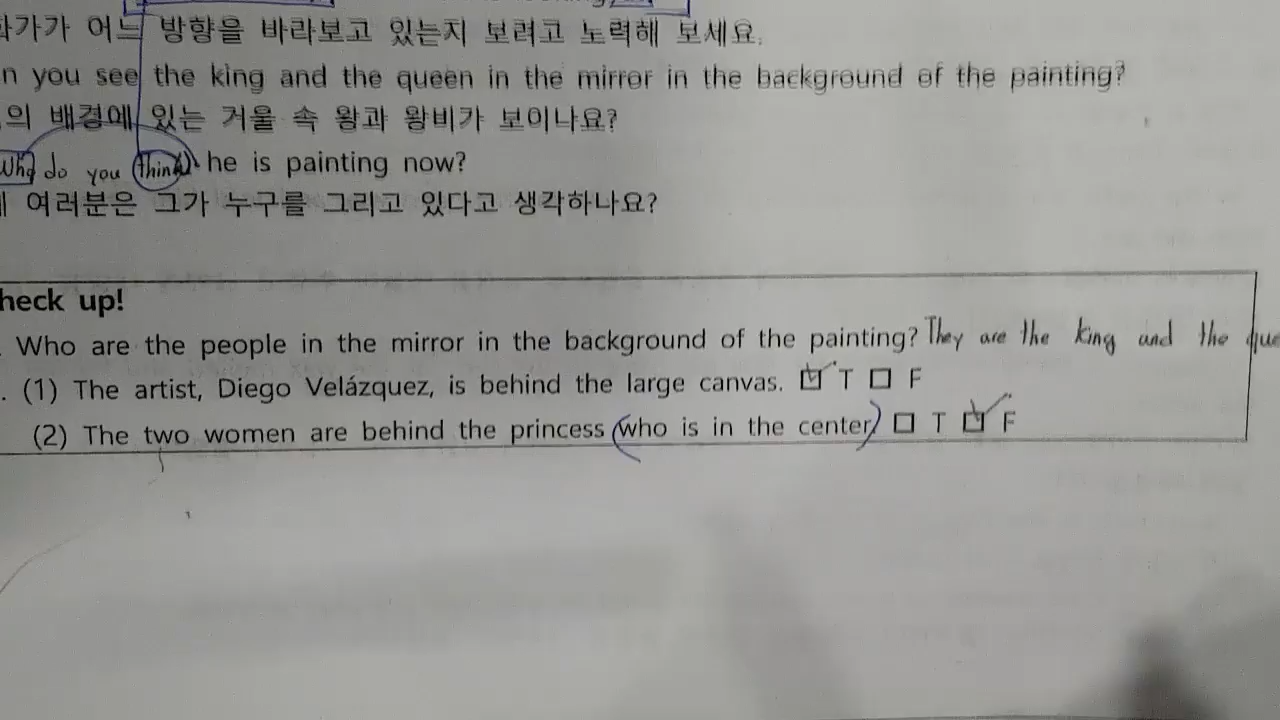 화가가 어느 방향을 바라보고 있는지 보려고 노력해 보세요.
n you see the king and the queen in the mirror in the background of the painting?
의 배경에 있는 거울 속 왕과 왕비가 보이나요?
Who do you think he is painting now?
여러분은 그가 누구를 그리고 있다고 생각하나요?
heck up!
. Who are the people in the mirror in the background of the painting? They are the king and the que
. (1) The artist, Diego Velázquez, is behind the large canvas. ☑ T □ F
(2) The two women are behind the princess (who is in the center) □ T ☑ F